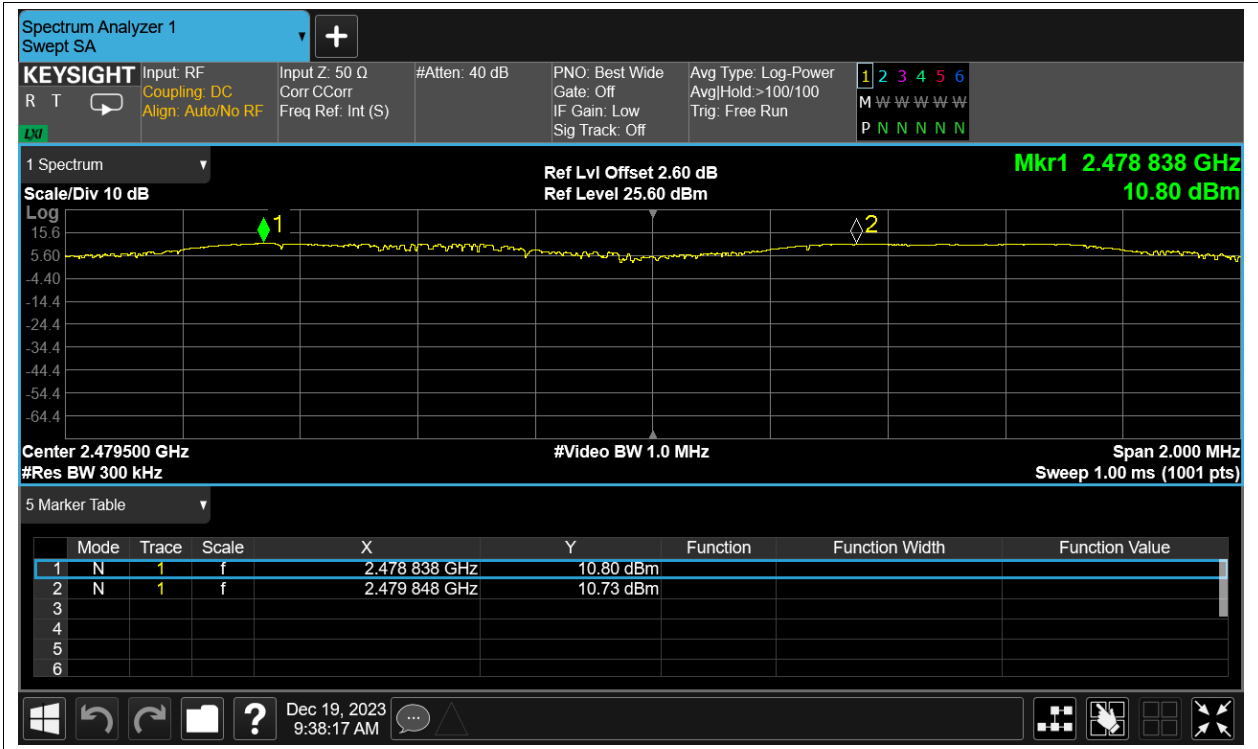 Spectrum Analyzer 1
Swept SA
KEYSIGHT Input: RF Input Z: 50 Ω #Atten: 40 dB PNO: Best Wide Avg Type: Log-Power 1 2 3 4 5 6
R T Coupling: DC Corr CCorr Gate: Off Avg|Hold:>100/100 M W W W W W
Align: Auto/No RF Freq Ref: Int (S) IF Gain: Low Trig: Free Run
LXI Sig Track: Off P N N N N N
1 Spectrum Ref Lvl Offset 2.60 dB Mkr1 2.478 838 GHz
Scale/Div 10 dB Ref Level 25.60 dBm 10.80 dBm
Log
1 2
15.6
5.60
-4.40
-14.4
-24.4
-34.4
-44.4
-54.4
-64.4
Center 2.479500 GHz #Video BW 1.0 MHz Span 2.000 MHz
#Res BW 300 kHz Sweep 1.00 ms (1001 pts)
5 Marker Table
Mode Trace Scale X Y Function Function Width Function Value
1 N 1 f 2.478 838 GHz 10.80 dBm
2 N 1 f 2.479 848 GHz 10.73 dBm
3
4
5
6
? Dec 19, 2023
9:38:17 AM